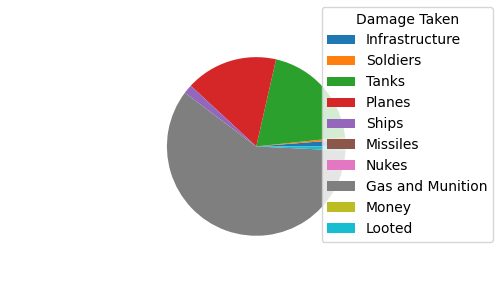 Damage Taken
Infrastructure
Soldiers
Tanks
Planes
Ships
Missiles
Nukes
Gas and Munition
Money
Looted